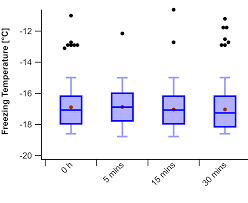 Freezing Temperature [°C]
-12
-14
-16
-18
-20
0 h
5 mins
15 mins
30 mins